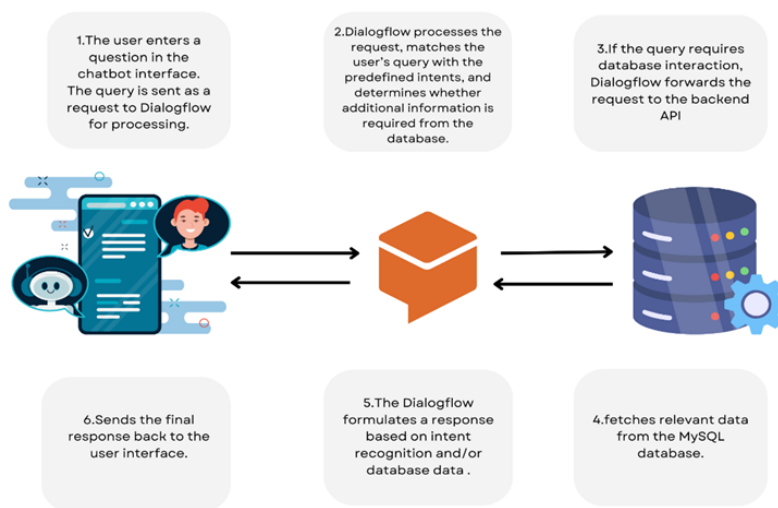 1.The user enters a
question in the
chatbot interface.
The query is sent as a
request to Dialogflow
for processing.
2.Dialogflow processes the
request, matches the
user's query with the
predefined intents, and
determines whether
additional information is
required from the
database.
3.If the query requires
database interaction,
Dialogflow forwards the
request to the backend
API
6.Sends the final
response back to the
user interface.
5.The Dialogflow
formulates a response
based on intent
recognition and/or
database data .
4.fetches relevant data
from the MySQL
database.